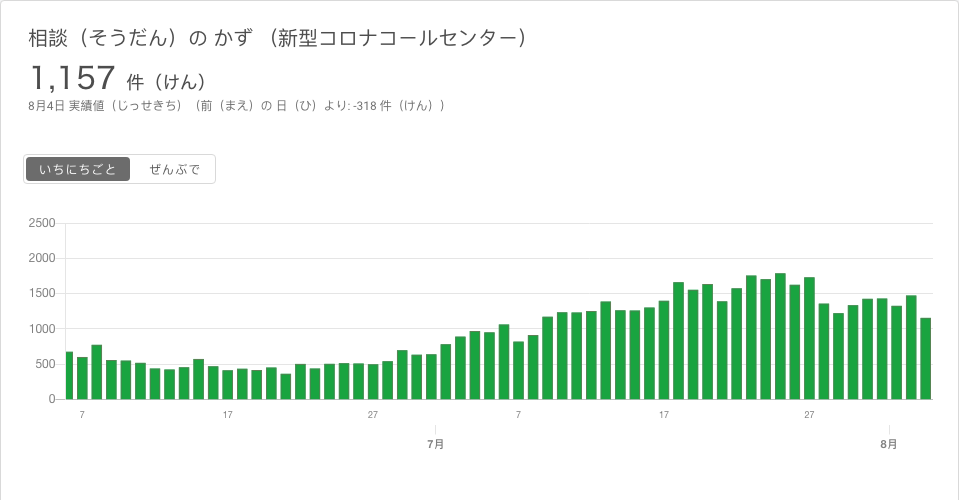 相談（そうだん）の かず （新型コロナコールセンター）
1,157 件（けん）
8月4日 実績値（じっせきち）（前（まえ）の 日（ひ）より: -318 件（けん））
いちにちごと ぜんぶで
2500
2000
1500
1000
500
0
7 17 27 7 17 27
7月 8月